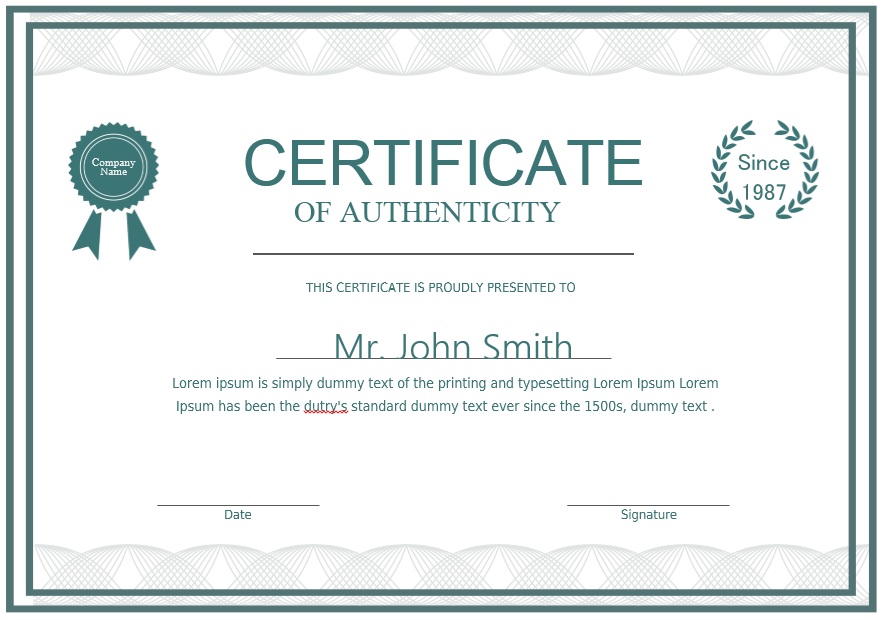 Company
Name
CERTIFICATE
OF AUTHENTICITY
Since
1987
THIS CERTIFICATE IS PROUDLY PRESENTED TO
Mr. John Smith
Lorem ipsum is simply dummy text of the printing and typesetting Lorem Ipsum Lorem
Ipsum has been the dutry's standard dummy text ever since the 1500s, dummy text .
Date
Signature